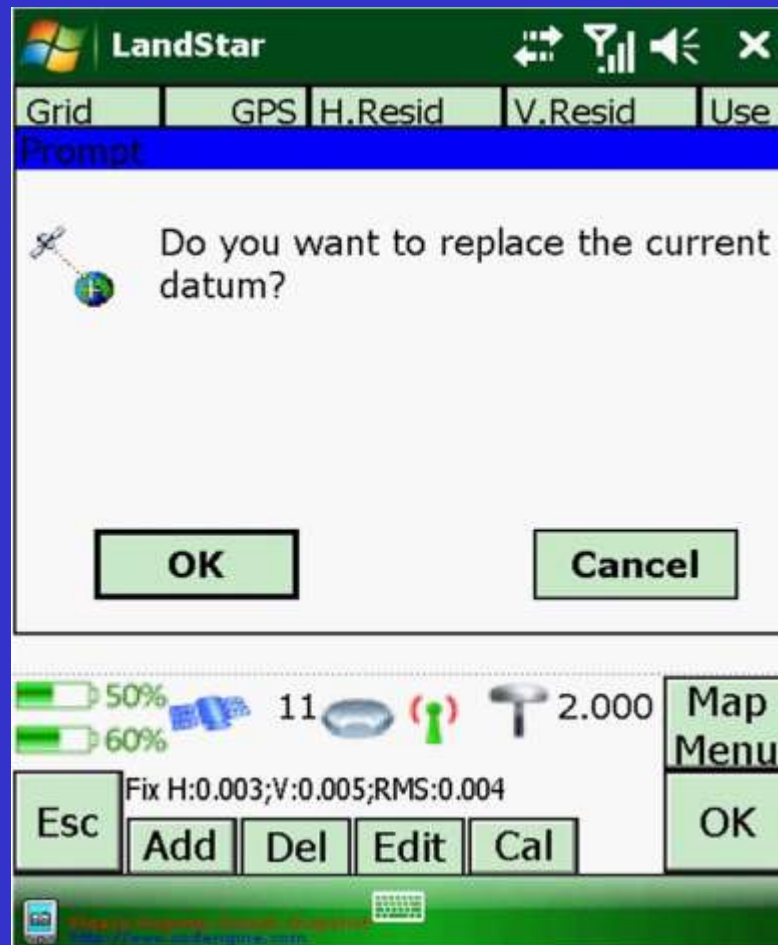 LandStar
Grid GPS H.Resid V.Resid Use
Prompt
Do you want to replace the current
datum?
OK Cancel
50% 11 2.000 Map
60% Menu
Fix H:0.003;V:0.005;RMS:0.004
Esc Add Del Edit Cal OK